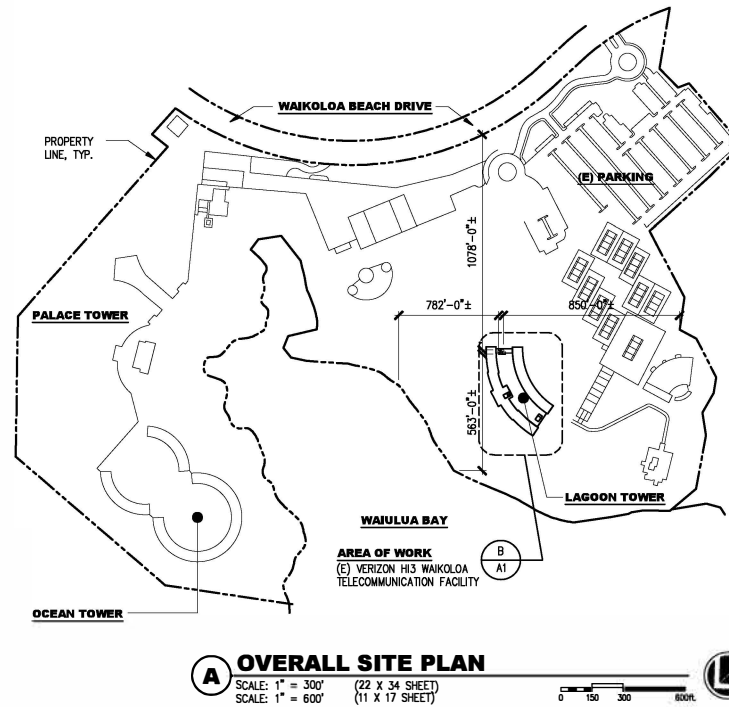 WAIKOLOA BEACH DRIVE
PROPERTY
LINE, TYP.
(E) PARKING
1078'-0"±
782'-0"±
850'-0"±
PALACE TOWER
563'-0"±
LAGOON TOWER
WAIULUA BAY
AREA OF WORK
(E) VERIZON HI3 WAIKOLOA
TELECOMMUNICATION FACILITY
B
A1
OCEAN TOWER
A
OVERALL SITE PLAN
SCALE: 1" = 300' (22 X 34 SHEET)
SCALE: 1" = 600' (11 X 17 SHEET)
0 150 300 600ft.